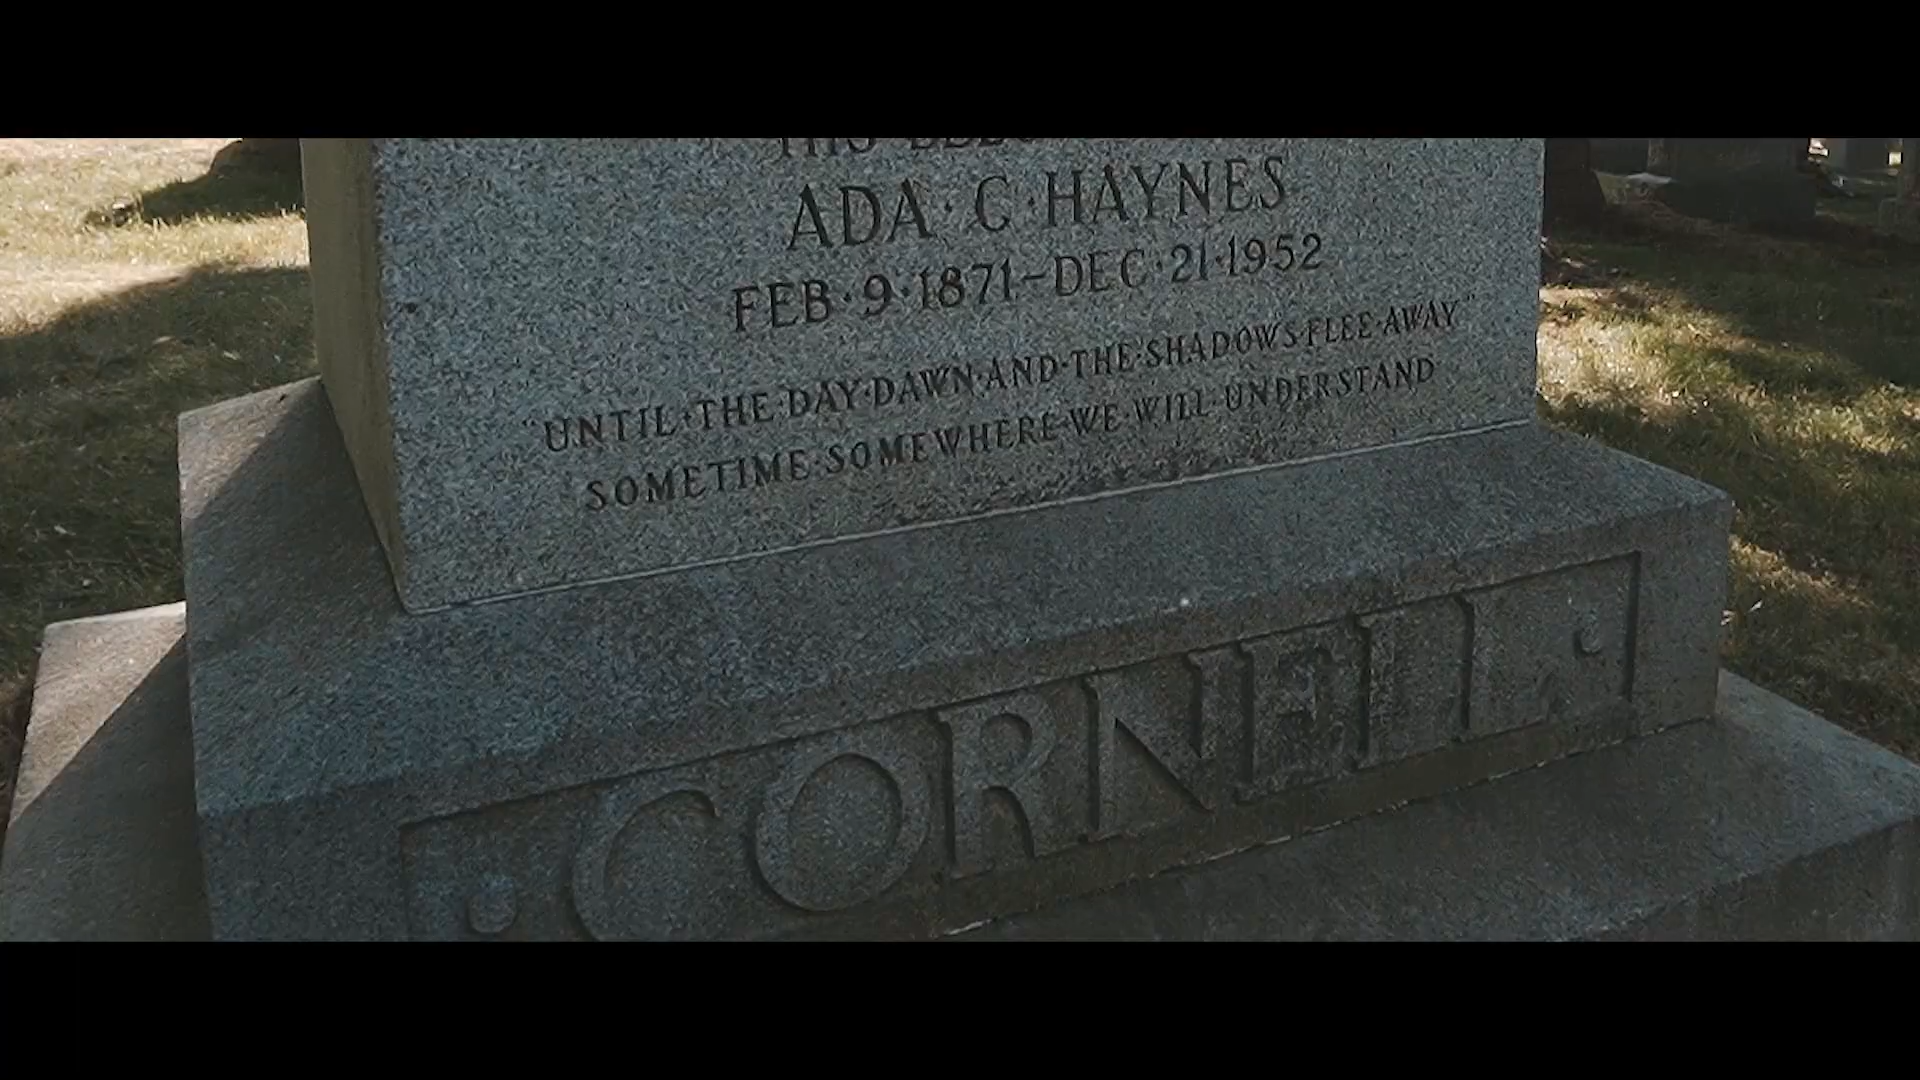 HIS
ADA · C · HAYNES
FEB · 9 · 1871 – DEC · 21 · 1952
"UNTIL · THE · DAY · DAWN · AND · THE · SHADOWS · FLEE · AWAY"
SOMETIME · SOMEWHERE · WE · WILL · UNDERSTAND
· CORNELL ·